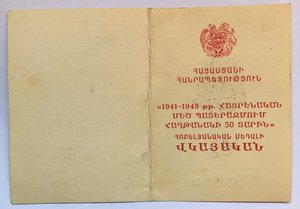 ՀԱՅԱՍՏԱՆԻ
ՀԱՆՐԱՊԵՏՈՒԹՅՈՒՆ
«1941-1945 թթ. ՀԱՅՐԵՆԱԿԱՆ
ՄԵԾ ՊԱՏԵՐԱԶՄՈՒՄ
ՀԱՂԹԱՆԱԿԻ 50 ՏԱՐԻՆ»
ՀՈԲԵԼՅԱՆԱԿԱՆ ՄԵԴԱԼԻ
ՎԿԱՅԱԿԱՆ